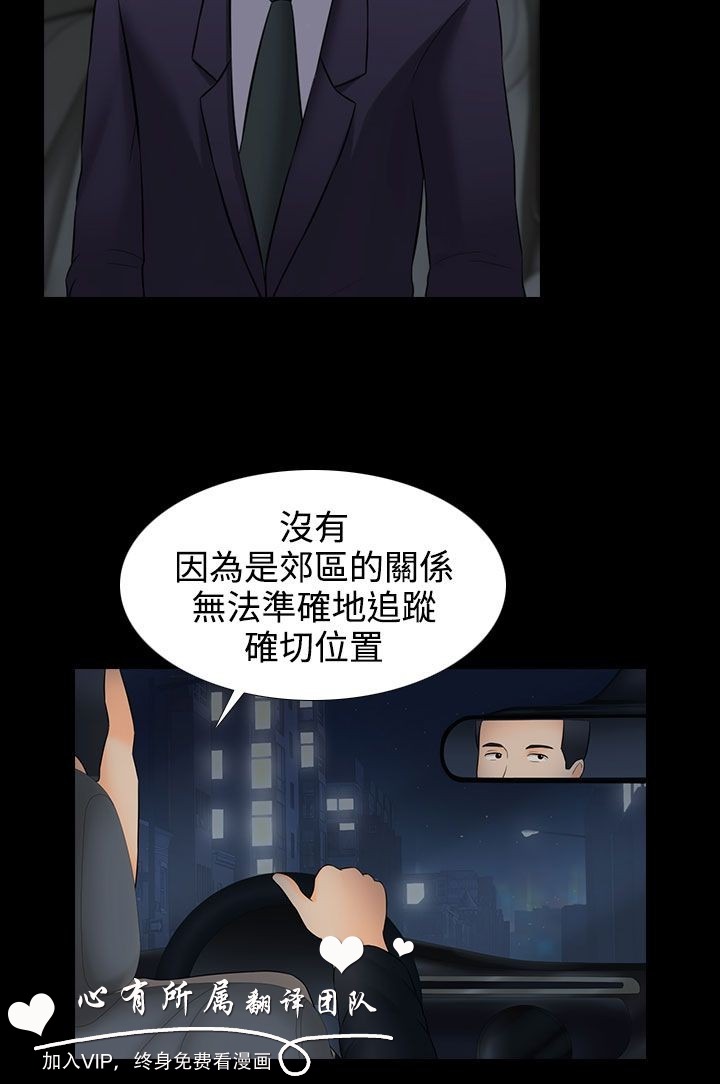 沒有
因為是郊區的關係
無法準確地追蹤
確切位置
心有所属翻译团队
加入VIP，终身免费看漫画